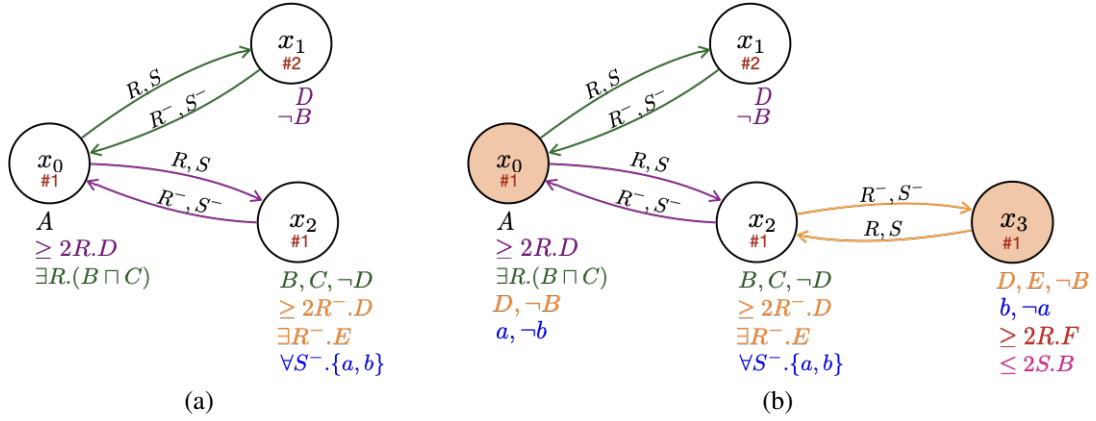 x₁
#2
R, S
R⁻, S⁻
D
¬B
x₀
#1
R, S
R⁻, S⁻
x₂
#1
A
≥ 2R.D
∃R.(B ⊓ C)
B, C, ¬D
≥ 2R⁻.D
∃R⁻.E
∀S⁻.{a, b}
(a)
x₁
#2
R, S
R⁻, S⁻
D
¬B
x₀
#1
R, S
R⁻, S⁻
x₂
#1
R⁻, S⁻
R, S
x₃
#1
A
≥ 2R.D
∃R.(B ⊓ C)
D, ¬B
a, ¬b
B, C, ¬D
≥ 2R⁻.D
∃R⁻.E
∀S⁻.{a, b}
D, E, ¬B
b, ¬a
≥ 2R.F
≤ 2S.B
(b)